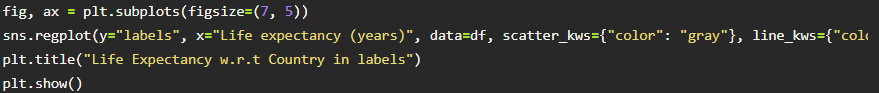 fig, ax = plt.subplots(figsize=(7, 5))
sns.regplot(y="labels", x="Life expectancy (years)", data=df, scatter_kws={"color": "gray"}, line_kws={"colo
plt.title("Life Expectancy w.r.t Country in labels")
plt.show()